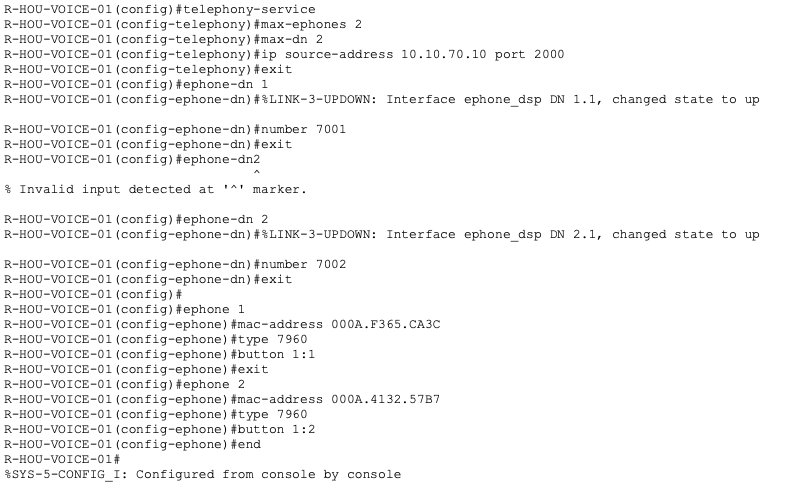 R-HOU-VOICE-01(config)#telephony-service
R-HOU-VOICE-01(config-telephony)#max-ephones 2
R-HOU-VOICE-01(config-telephony)#max-dn 2
R-HOU-VOICE-01(config-telephony)#ip source-address 10.10.70.10 port 2000
R-HOU-VOICE-01(config-telephony)#exit
R-HOU-VOICE-01(config)#ephone-dn 1
R-HOU-VOICE-01(config-ephone-dn)#%LINK-3-UPDOWN: Interface ephone_dsp DN 1.1, changed state to up
R-HOU-VOICE-01(config-ephone-dn)#number 7001
R-HOU-VOICE-01(config-ephone-dn)#exit
R-HOU-VOICE-01(config)#ephone-dn2
^
% Invalid input detected at '^' marker.
R-HOU-VOICE-01(config)#ephone-dn 2
R-HOU-VOICE-01(config-ephone-dn)#%LINK-3-UPDOWN: Interface ephone_dsp DN 2.1, changed state to up
R-HOU-VOICE-01(config-ephone-dn)#number 7002
R-HOU-VOICE-01(config-ephone-dn)#exit
R-HOU-VOICE-01(config)#
R-HOU-VOICE-01(config)#ephone 1
R-HOU-VOICE-01(config-ephone)#mac-address 000A.F365.CA3C
R-HOU-VOICE-01(config-ephone)#type 7960
R-HOU-VOICE-01(config-ephone)#button 1:1
R-HOU-VOICE-01(config-ephone)#exit
R-HOU-VOICE-01(config)#ephone 2
R-HOU-VOICE-01(config-ephone)#mac-address 000A.4132.57B7
R-HOU-VOICE-01(config-ephone)#type 7960
R-HOU-VOICE-01(config-ephone)#button 1:2
R-HOU-VOICE-01(config-ephone)#end
R-HOU-VOICE-01#
%SYS-5-CONFIG_I: Configured from console by console